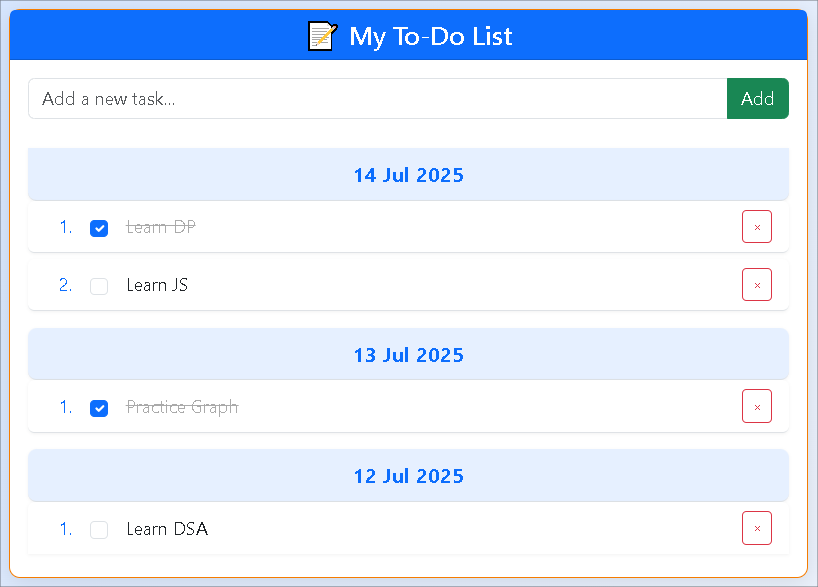 📝 My To-Do List
Add a new task...
Add
14 Jul 2025
1. Learn DP ×
2. Learn JS ×
13 Jul 2025
1. Practice Graph ×
12 Jul 2025
1. Learn DSA ×